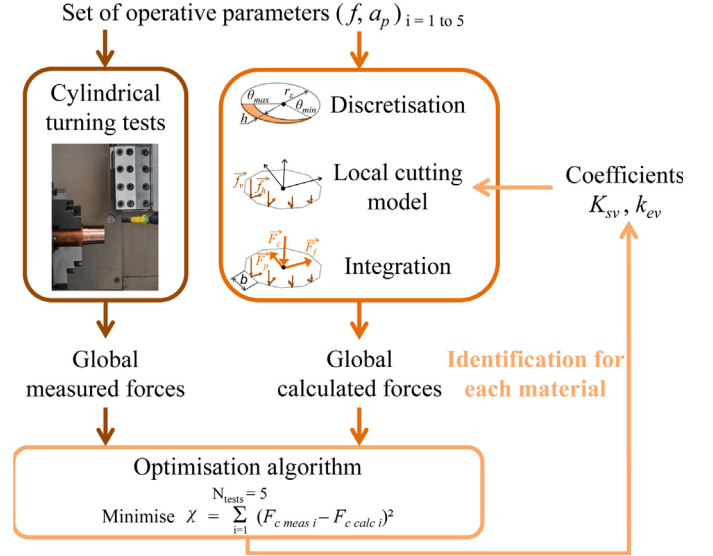 Set of operative parameters (f, aₚ) i = 1 to 5
Cylindrical
turning tests
θmax
rε
θmin
h
Discretisation
fv
fh
Local cutting
model
Fc
Fp
Ff
b
Integration
Coefficients
Ksv , kev
Global
measured forces
Global
calculated forces
Identification for
each material
Optimisation algorithm
Ntests = 5
Minimise χ = Σ (Fc meas i − Fc calc i)²
i=1